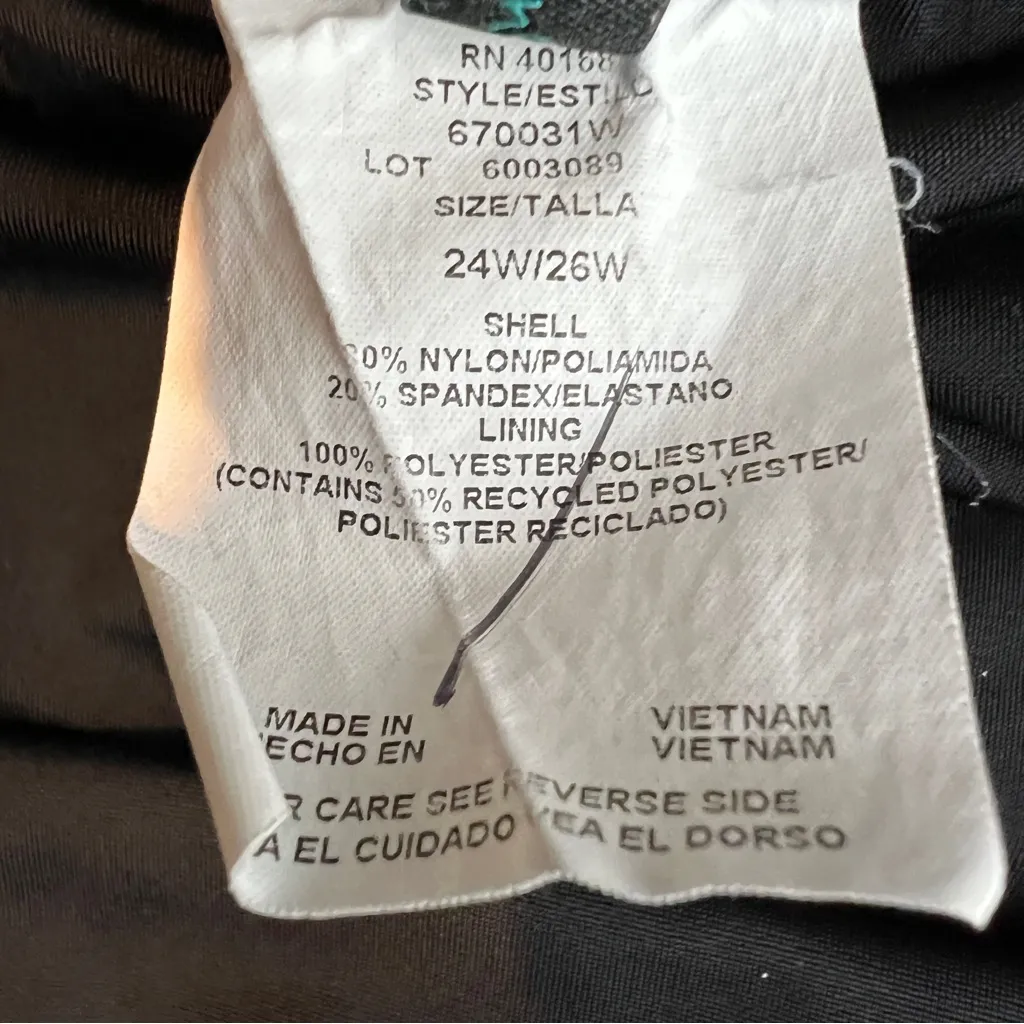 RN 40188
STYLE/ESTILO
670031W
LOT 6003089
SIZE/TALLA
24W/26W
SHELL
80% NYLON/POLIAMIDA
20% SPANDEX/ELASTANO
LINING
100% POLYESTER/POLIESTER
(CONTAINS 50% RECYCLED POLYESTER/
POLIESTER RECICLADO)
MADE IN VIETNAM
ECHO EN VIETNAM
R CARE SEE REVERSE SIDE
A EL CUIDADO VEA EL DORSO